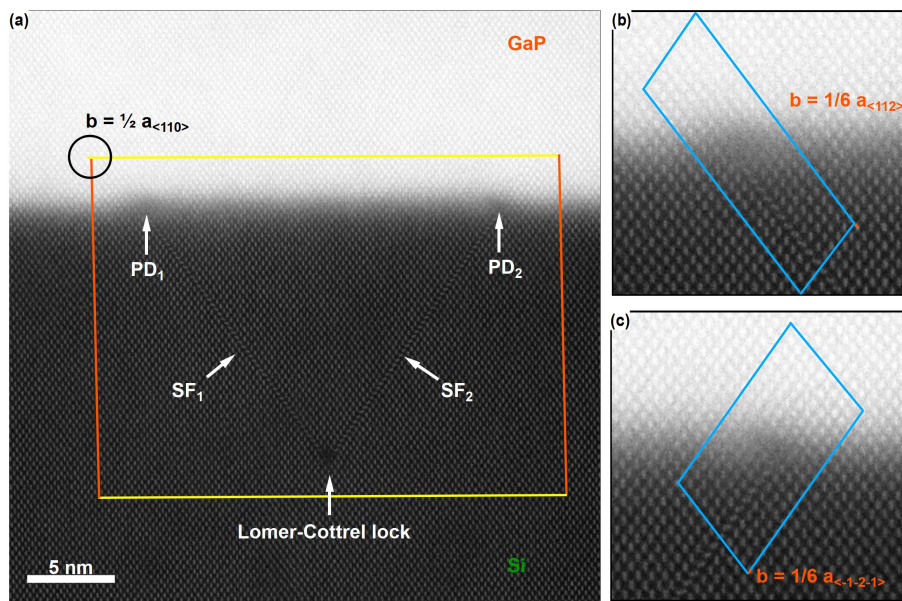 (a)
GaP
b = ½ a<110>
PD1
PD2
SF1
SF2
Lomer-Cottrel lock
5 nm
Si
(b)
b = 1/6 a<112>
(c)
b = 1/6 a<-1-2-1>